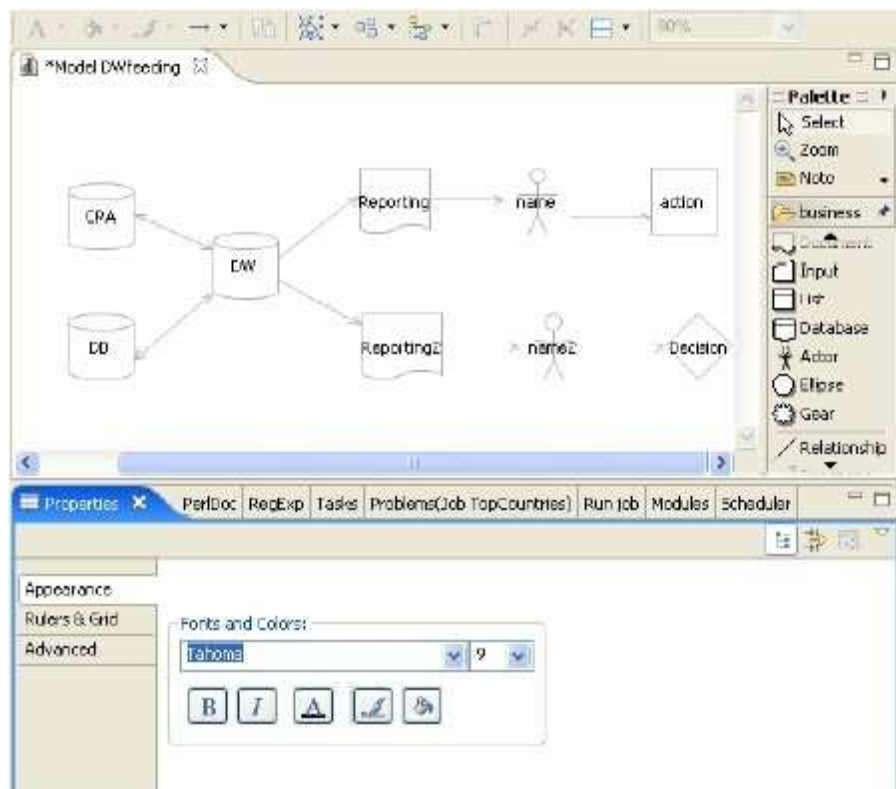 A
80%
*Model DWfeeding
Palette
Select
Zoom
Note
business
Input
List
Database
Actor
Ellipse
Gear
Relationship
CRA
DW
DD
Reporting
name
action
Reporting2
name2
Decision
Properties
PerlDoc
RegExp
Tasks
Problems(Job TopCountries)
Run job
Modules
Scheduler
Appearance
Rulers & Grid
Advanced
Fonts and Colors:
Tahoma
9
B
I
A